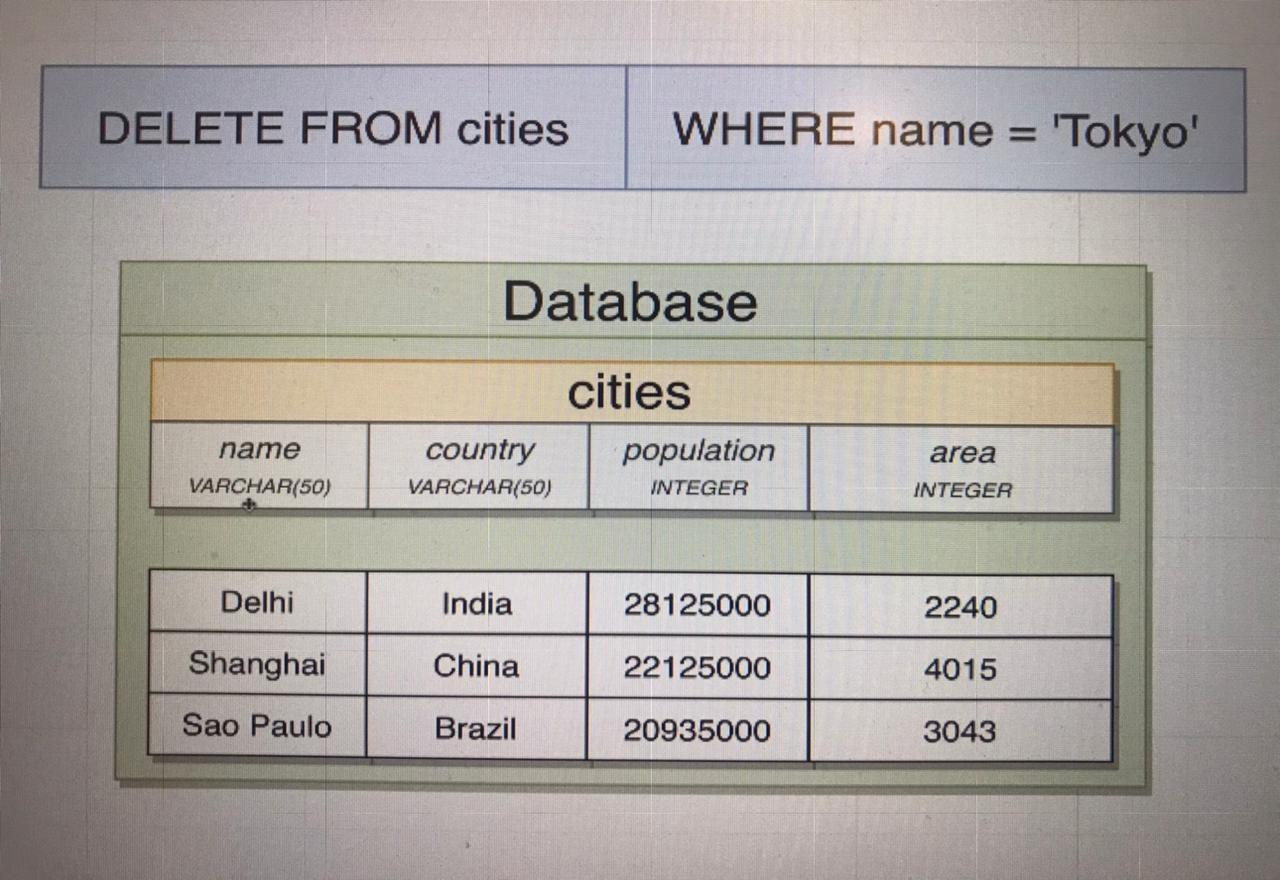 DELETE FROM cities WHERE name = 'Tokyo'
Database
cities
name country population area
VARCHAR(50) VARCHAR(50) INTEGER INTEGER
Delhi India 28125000 2240
Shanghai China 22125000 4015
Sao Paulo Brazil 20935000 3043